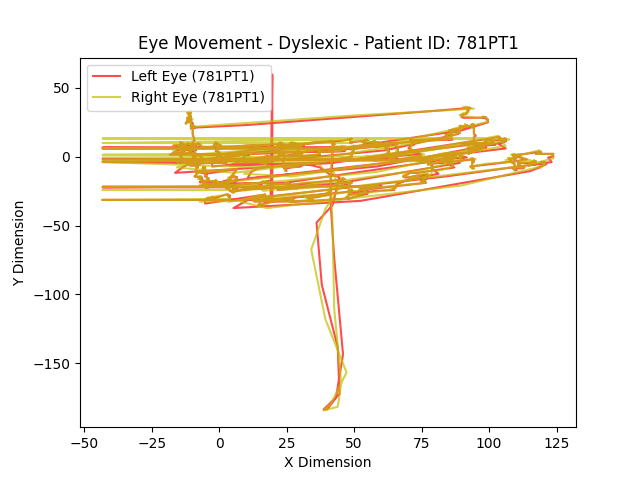 Eye Movement - Dyslexic - Patient ID: 781PT1
Left Eye (781PT1)
Right Eye (781PT1)
Y Dimension
50
0
−50
−100
−150
−50
−25
0
25
50
75
100
125
X Dimension